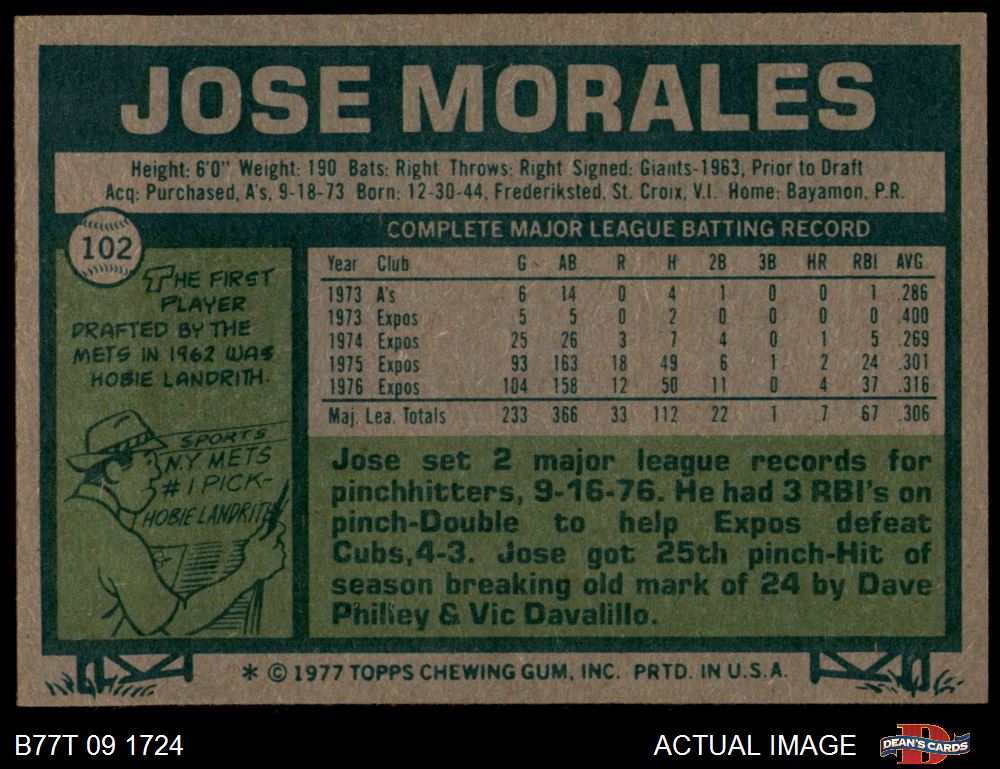 JOSE MORALES
Height: 6'0" Weight: 190 Bats: Right Throws: Right Signed: Giants-1963, Prior to Draft
Acq: Purchased, A's, 9-18-73 Born: 12-30-44, Frederiksted, St. Croix, V.I. Home: Bayamon, P.R.
102
THE FIRST
PLAYER
DRAFTED BY THE
METS IN 1962 WAS
HOBIE LANDRITH.
SPORTS
N.Y. METS
#1 PICK-
HOBIE LANDRITH
COMPLETE MAJOR LEAGUE BATTING RECORD
Year Club G AB R H 2B 3B HR RBI AVG.
1973 A's 6 14 0 4 1 0 0 1 .286
1973 Expos 5 5 0 2 0 0 0 0 .400
1974 Expos 25 26 3 7 4 0 1 5 .269
1975 Expos 93 163 18 49 6 1 2 24 .301
1976 Expos 104 158 12 50 11 0 4 37 .316
Maj. Lea. Totals 233 366 33 112 22 1 7 67 .306
Jose set 2 major league records for
pinchhitters, 9-16-76. He had 3 RBI's on
pinch-Double to help Expos defeat
Cubs,4-3. Jose got 25th pinch-Hit of
season breaking old mark of 24 by Dave
Philley & Vic Davalillo.
* © 1977 TOPPS CHEWING GUM, INC. PRTD. IN U.S.A.
B77T 09 1724
ACTUAL IMAGE
DEAN'S CARDS